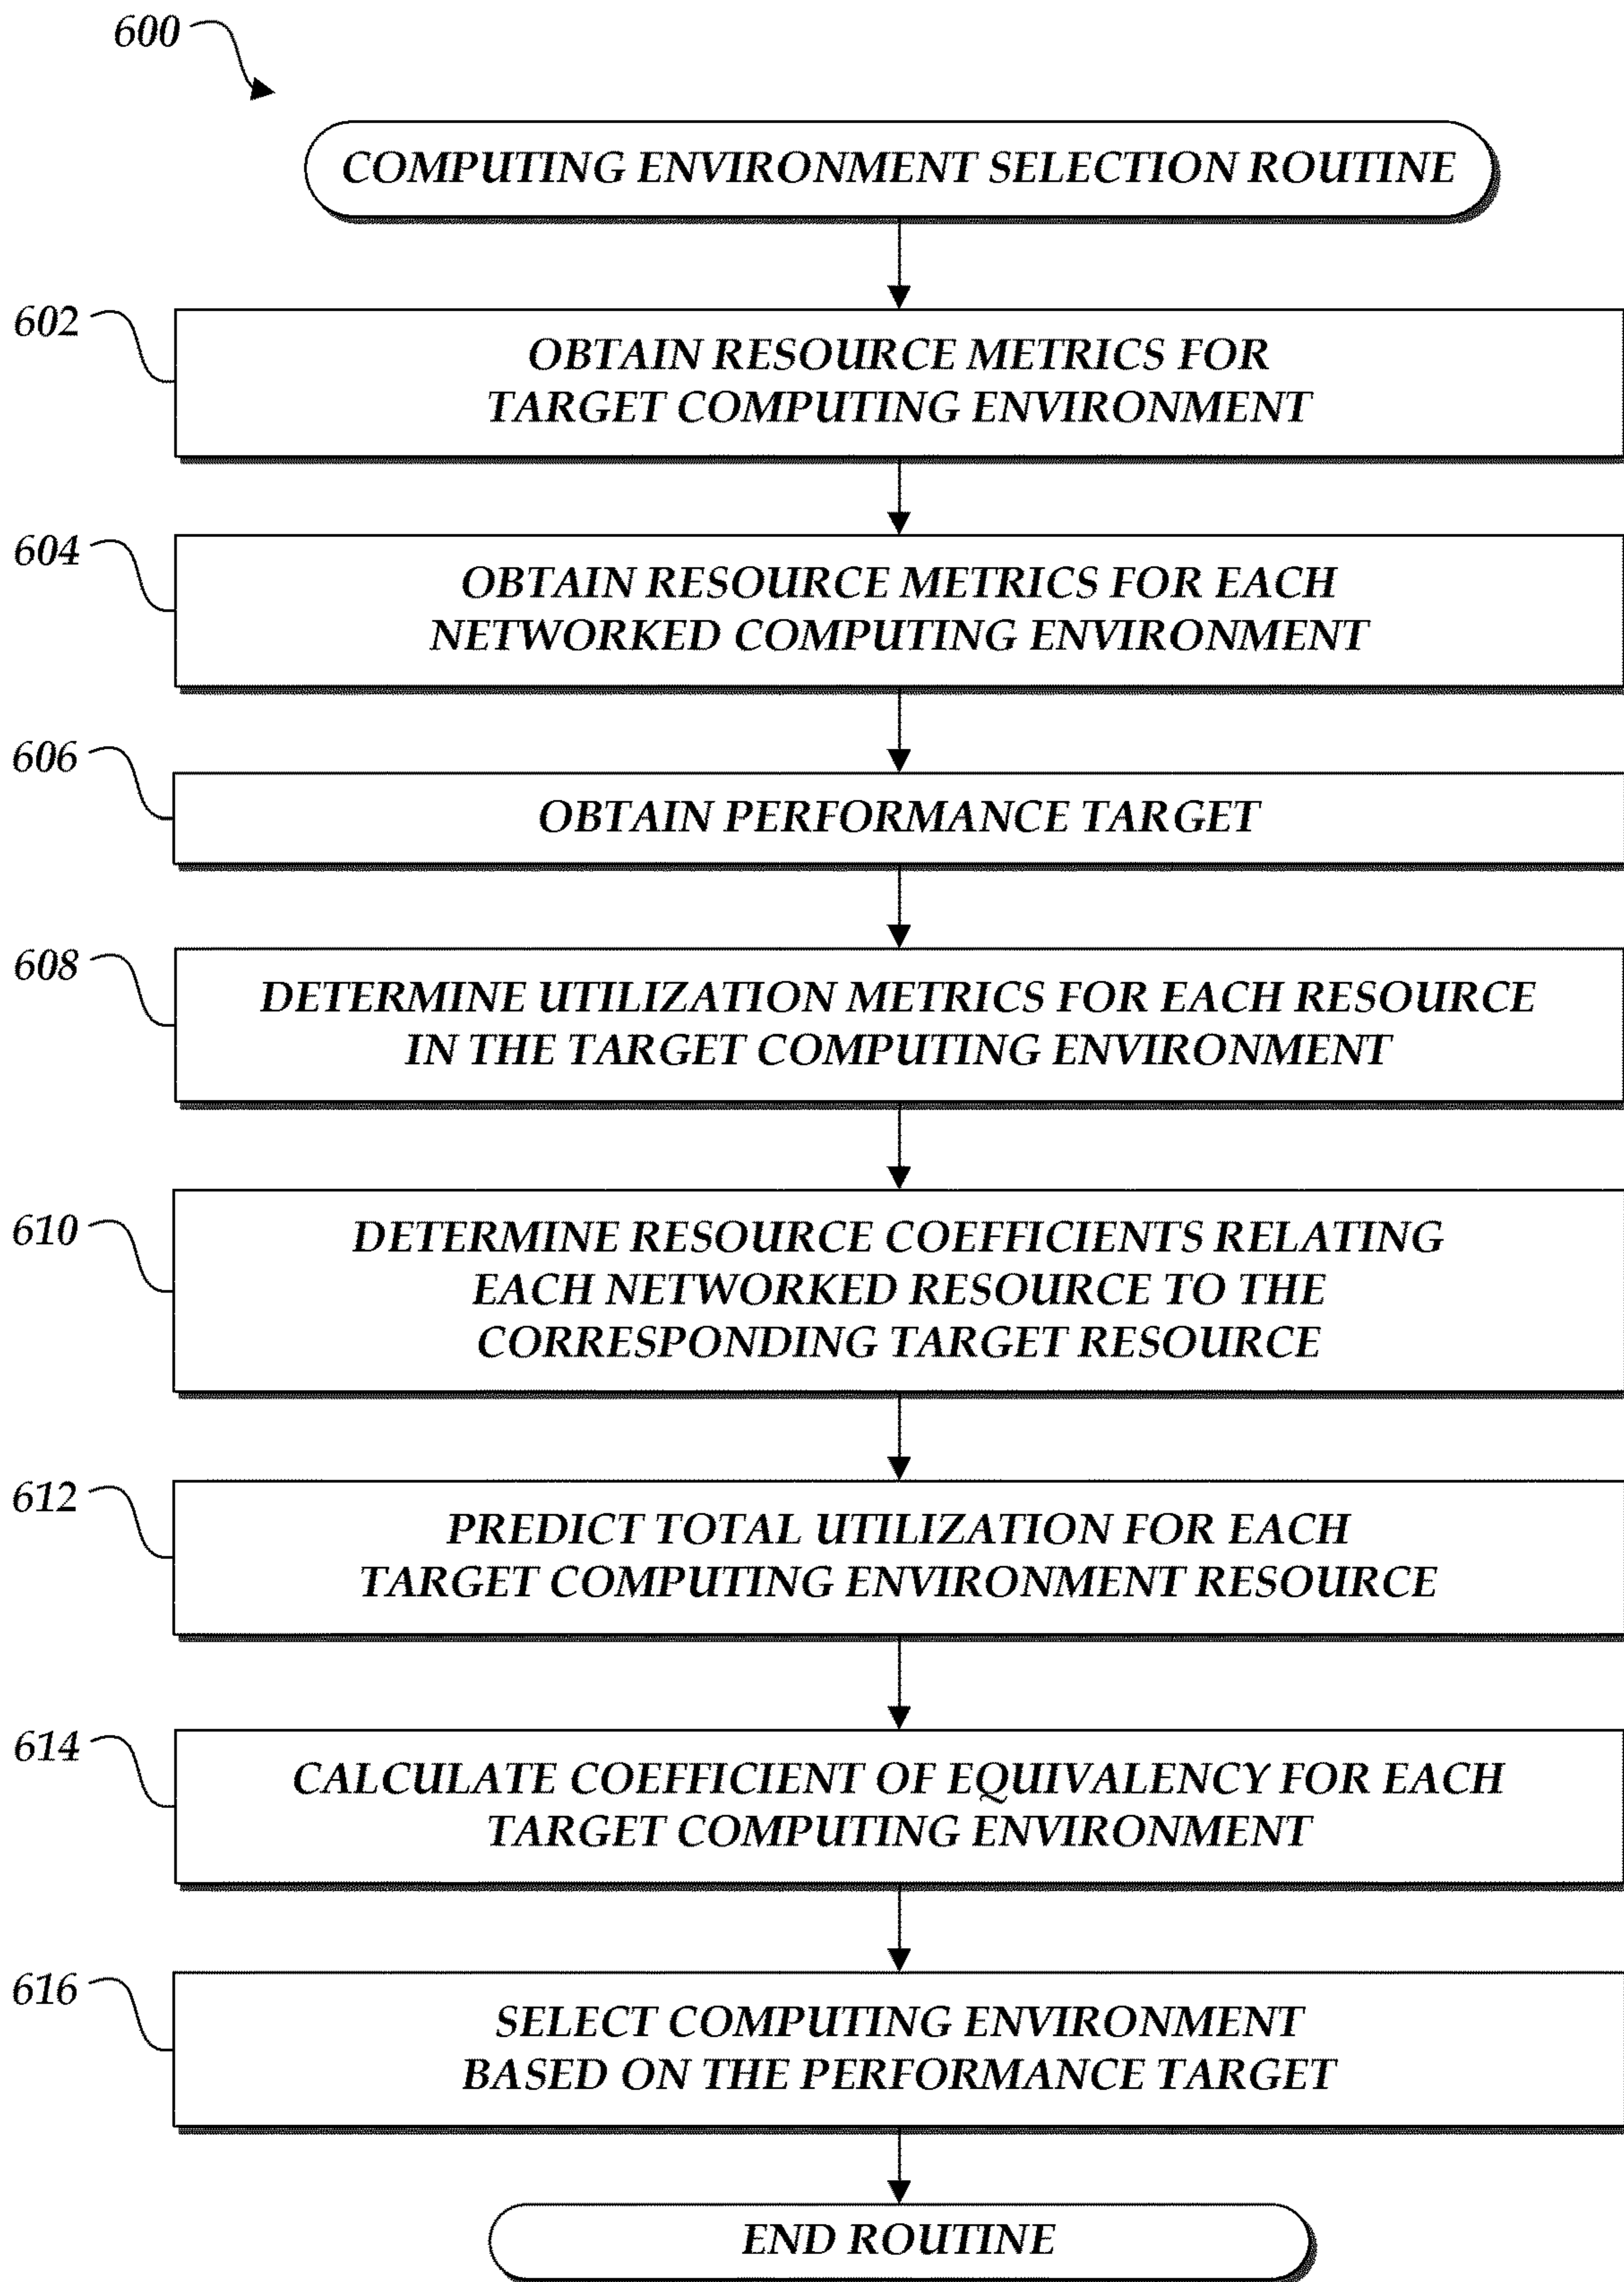 600
COMPUTING ENVIRONMENT SELECTION ROUTINE
602
OBTAIN RESOURCE METRICS FOR
TARGET COMPUTING ENVIRONMENT
604
OBTAIN RESOURCE METRICS FOR EACH
NETWORKED COMPUTING ENVIRONMENT
606
OBTAIN PERFORMANCE TARGET
608
DETERMINE UTILIZATION METRICS FOR EACH RESOURCE
IN THE TARGET COMPUTING ENVIRONMENT
610
DETERMINE RESOURCE COEFFICIENTS RELATING
EACH NETWORKED RESOURCE TO THE
CORRESPONDING TARGET RESOURCE
612
PREDICT TOTAL UTILIZATION FOR EACH
TARGET COMPUTING ENVIRONMENT RESOURCE
614
CALCULATE COEFFICIENT OF EQUIVALENCY FOR EACH
TARGET COMPUTING ENVIRONMENT
616
SELECT COMPUTING ENVIRONMENT
BASED ON THE PERFORMANCE TARGET
END ROUTINE